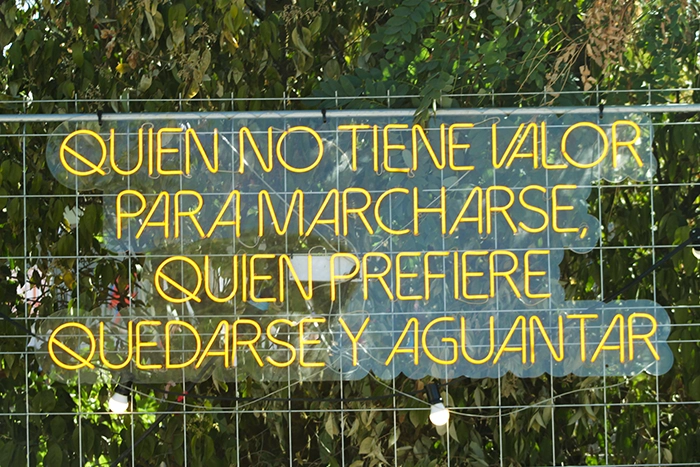 QUIEN NO TIENE VALOR
PARA MARCHARSE,
QUIEN PREFIERE
QUEDARSE Y AGUANTAR